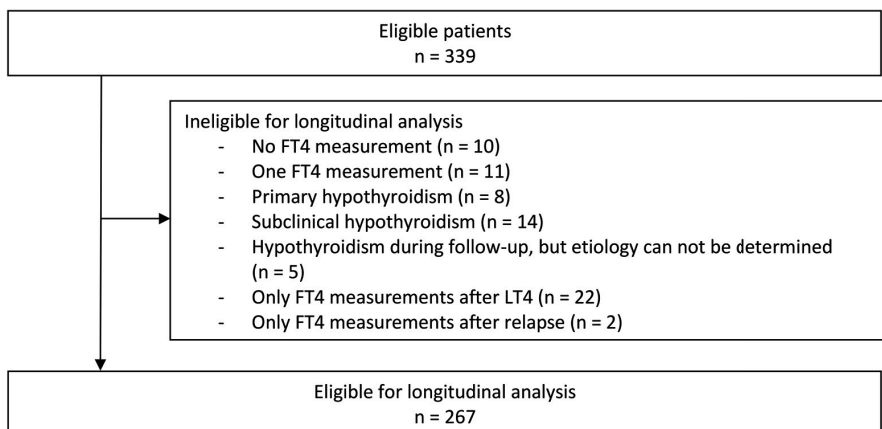 Eligible patients
n = 339
Ineligible for longitudinal analysis
- No FT4 measurement (n = 10)
- One FT4 measurement (n = 11)
- Primary hypothyroidism (n = 8)
- Subclinical hypothyroidism (n = 14)
- Hypothyroidism during follow-up, but etiology can not be determined
(n = 5)
- Only FT4 measurements after LT4 (n = 22)
- Only FT4 measurements after relapse (n = 2)
Eligible for longitudinal analysis
n = 267